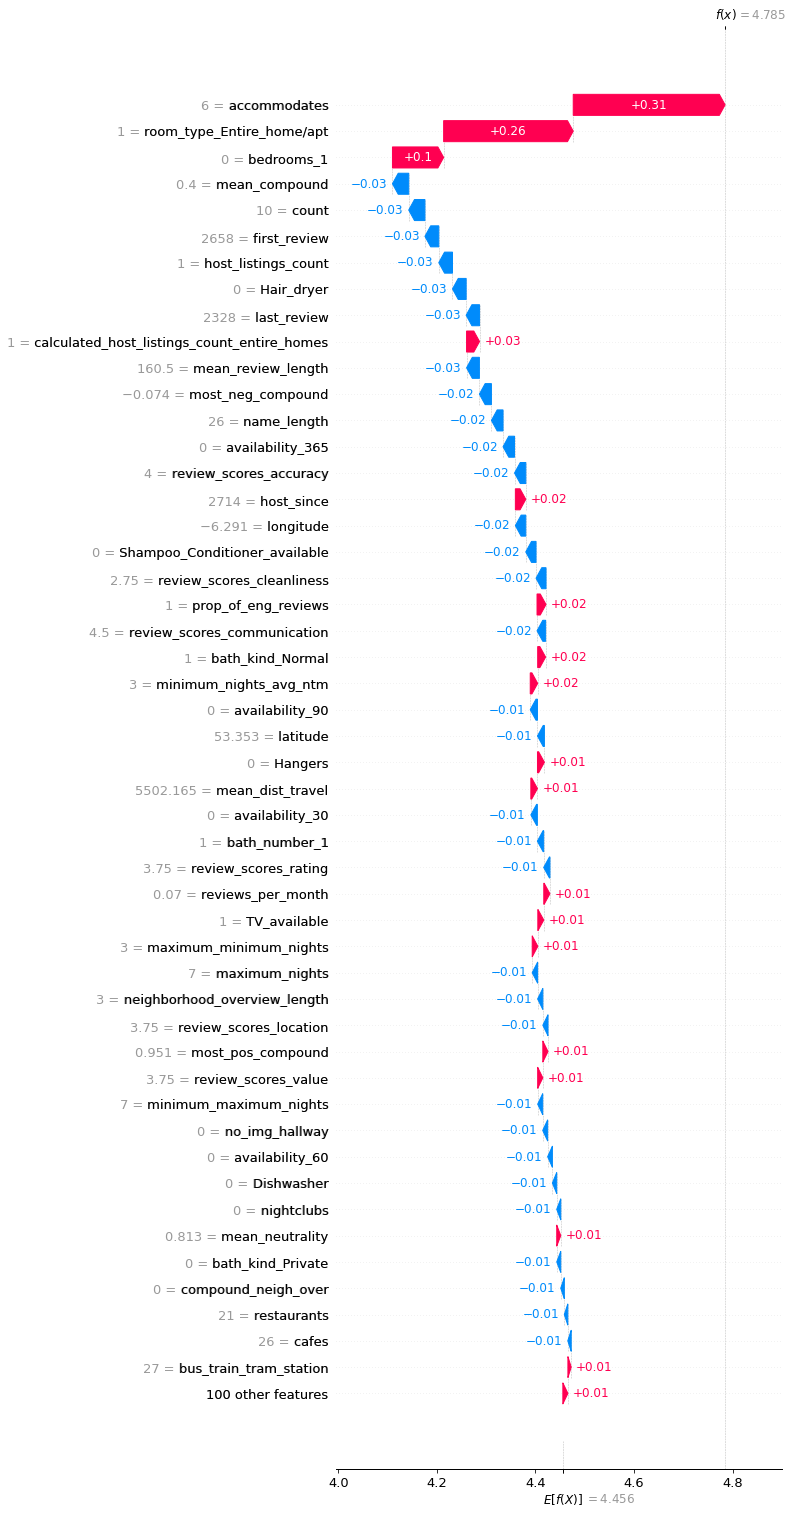 f(x) = 4.785
6 = accommodates +0.31
1 = room_type_Entire home/apt +0.26
0 = bedrooms_1 +0.1
0.4 = mean_compound −0.03
10 = count −0.03
2658 = first_review −0.03
1 = host_listings_count −0.03
0 = Hair_dryer −0.03
2328 = last_review −0.03
1 = calculated_host_listings_count_entire_homes +0.03
160.5 = mean_review_length −0.03
−0.074 = most_neg_compound −0.02
26 = name_length −0.02
0 = availability_365 −0.02
4 = review_scores_accuracy −0.02
2714 = host_since +0.02
−6.291 = longitude −0.02
0 = Shampoo_Conditioner_available −0.02
2.75 = review_scores_cleanliness −0.02
1 = prop_of_eng_reviews +0.02
4.5 = review_scores_communication −0.02
1 = bath_kind_Normal +0.02
3 = minimum_nights_avg_ntm +0.02
0 = availability_90 −0.01
53.353 = latitude −0.01
0 = Hangers +0.01
5502.165 = mean_dist_travel +0.01
0 = availability_30 −0.01
1 = bath_number_1 −0.01
3.75 = review_scores_rating −0.01
0.07 = reviews_per_month +0.01
1 = TV_available +0.01
3 = maximum_minimum_nights +0.01
7 = maximum_nights −0.01
3 = neighborhood_overview_length −0.01
3.75 = review_scores_location −0.01
0.951 = most_pos_compound +0.01
3.75 = review_scores_value +0.01
7 = minimum_maximum_nights −0.01
0 = no_img_hallway −0.01
0 = availability_60 −0.01
0 = Dishwasher −0.01
0 = nightclubs −0.01
0.813 = mean_neutrality +0.01
0 = bath_kind_Private −0.01
0 = compound_neigh_over −0.01
21 = restaurants −0.01
26 = cafes −0.01
27 = bus_train_tram_station +0.01
100 other features +0.01
4.0 4.2 4.4 4.6 4.8
E[f(X)] = 4.456